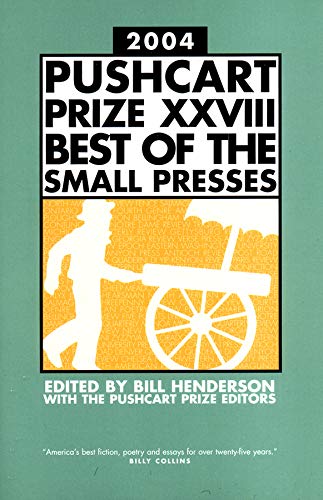 2004
PUSHCART
PRIZE XXVIII
BEST OF THE
SMALL PRESSES
EDITED BY BILL HENDERSON
WITH THE PUSHCART PRIZE EDITORS
"America's best fiction, poetry and essays for over twenty-five years."
BILLY COLLINS